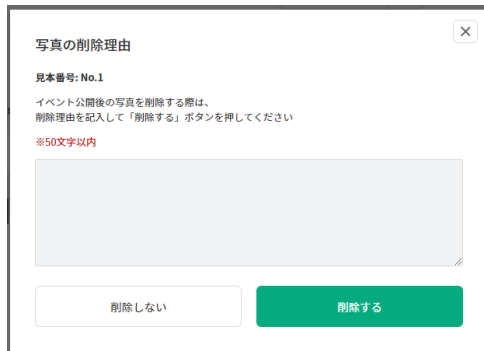 写真の削除理由
見本番号: No.1
イベント公開後の写真を削除する際は、
削除理由を記入して「削除する」ボタンを押してください
※50文字以内
削除しない
削除する